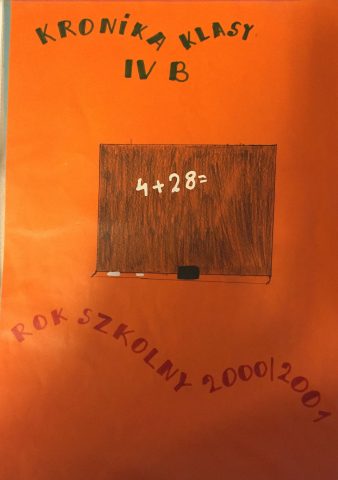 KRONiKA KLASY
IV B
4+28=
ROK SZKOLNY 2000/2001